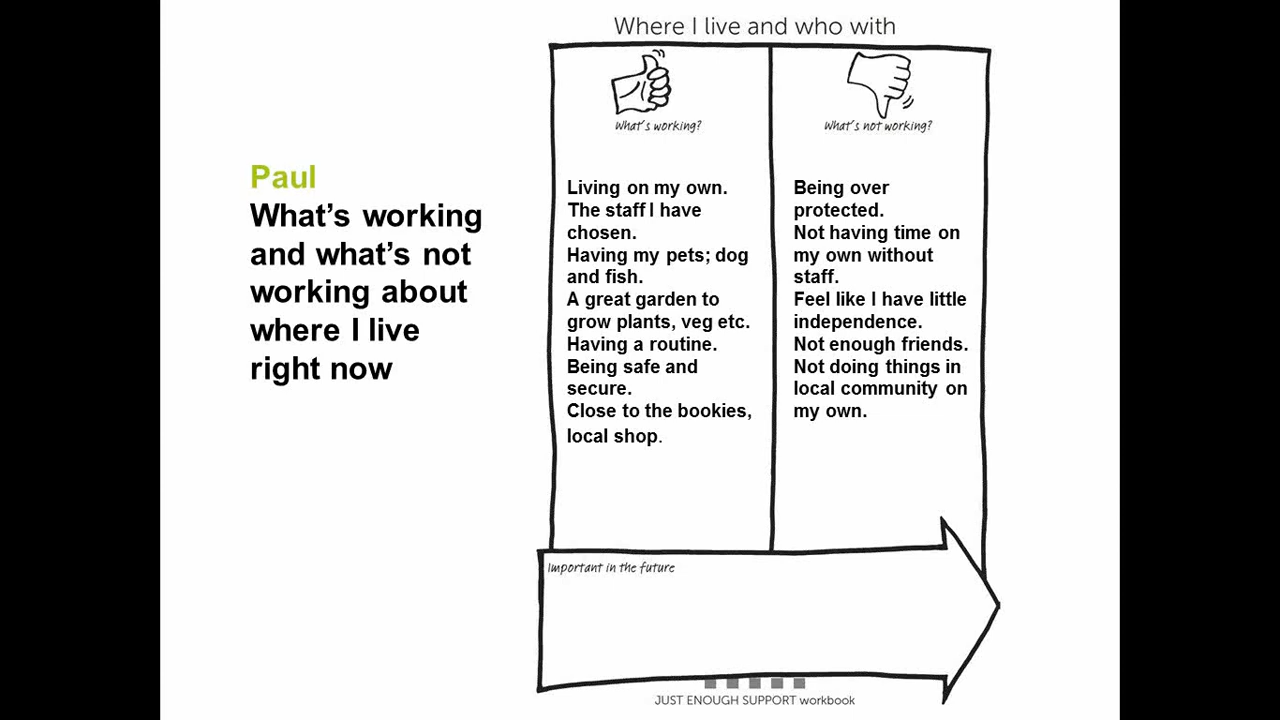 Where I live and who with
What's working?
What's not working?
Paul
What's working
and what's not
working about
where I live
right now
Living on my own.
The staff I have
chosen.
Having my pets; dog
and fish.
A great garden to
grow plants, veg etc.
Having a routine.
Being safe and
secure.
Close to the bookies,
local shop.
Being over
protected.
Not having time on
my own without
staff.
Feel like I have little
independence.
Not enough friends.
Not doing things in
local community on
my own.
Important in the future
JUST ENOUGH SUPPORT workbook